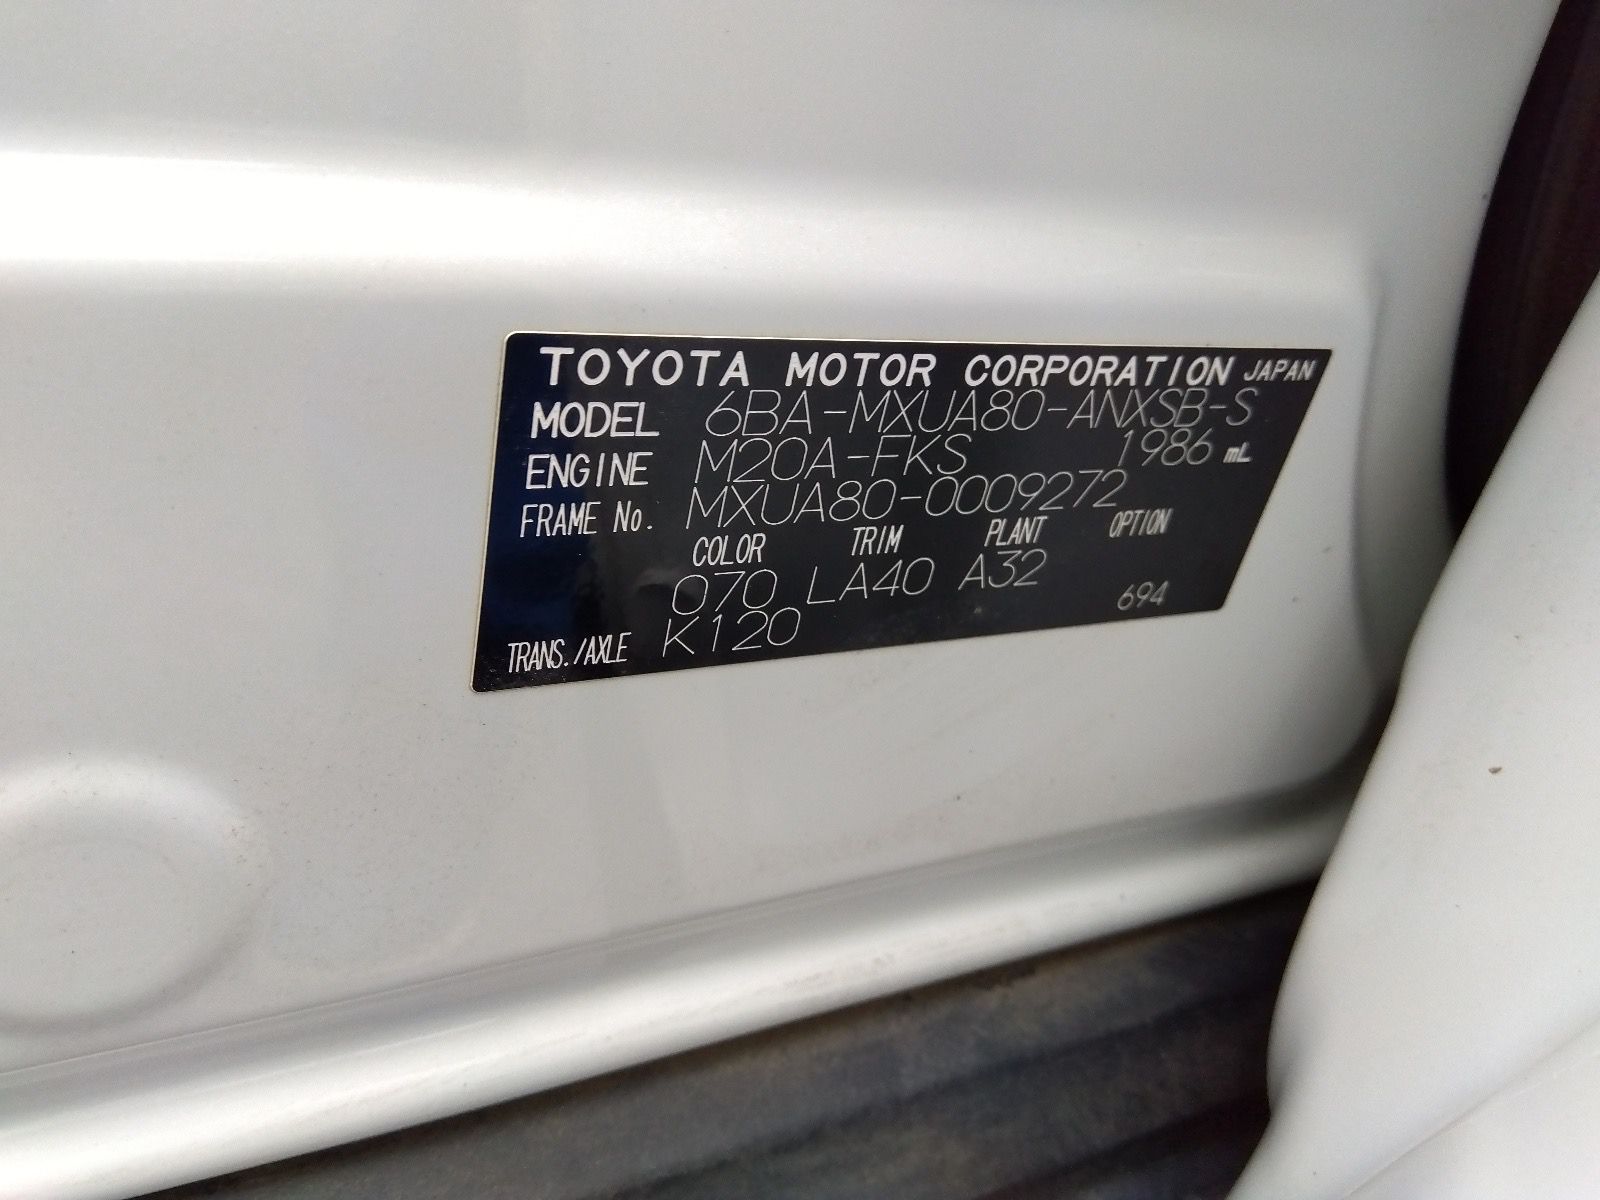 TOYOTA MOTOR CORPORATION JAPAN
MODEL 6BA-MXUA80-ANXSB-S
ENGINE M20A-FKS 1986 mL
FRAME No. MXUA80-0009272
COLOR TRIM PLANT OPTION
070 LA40 A32
TRANS./AXLE K120 694